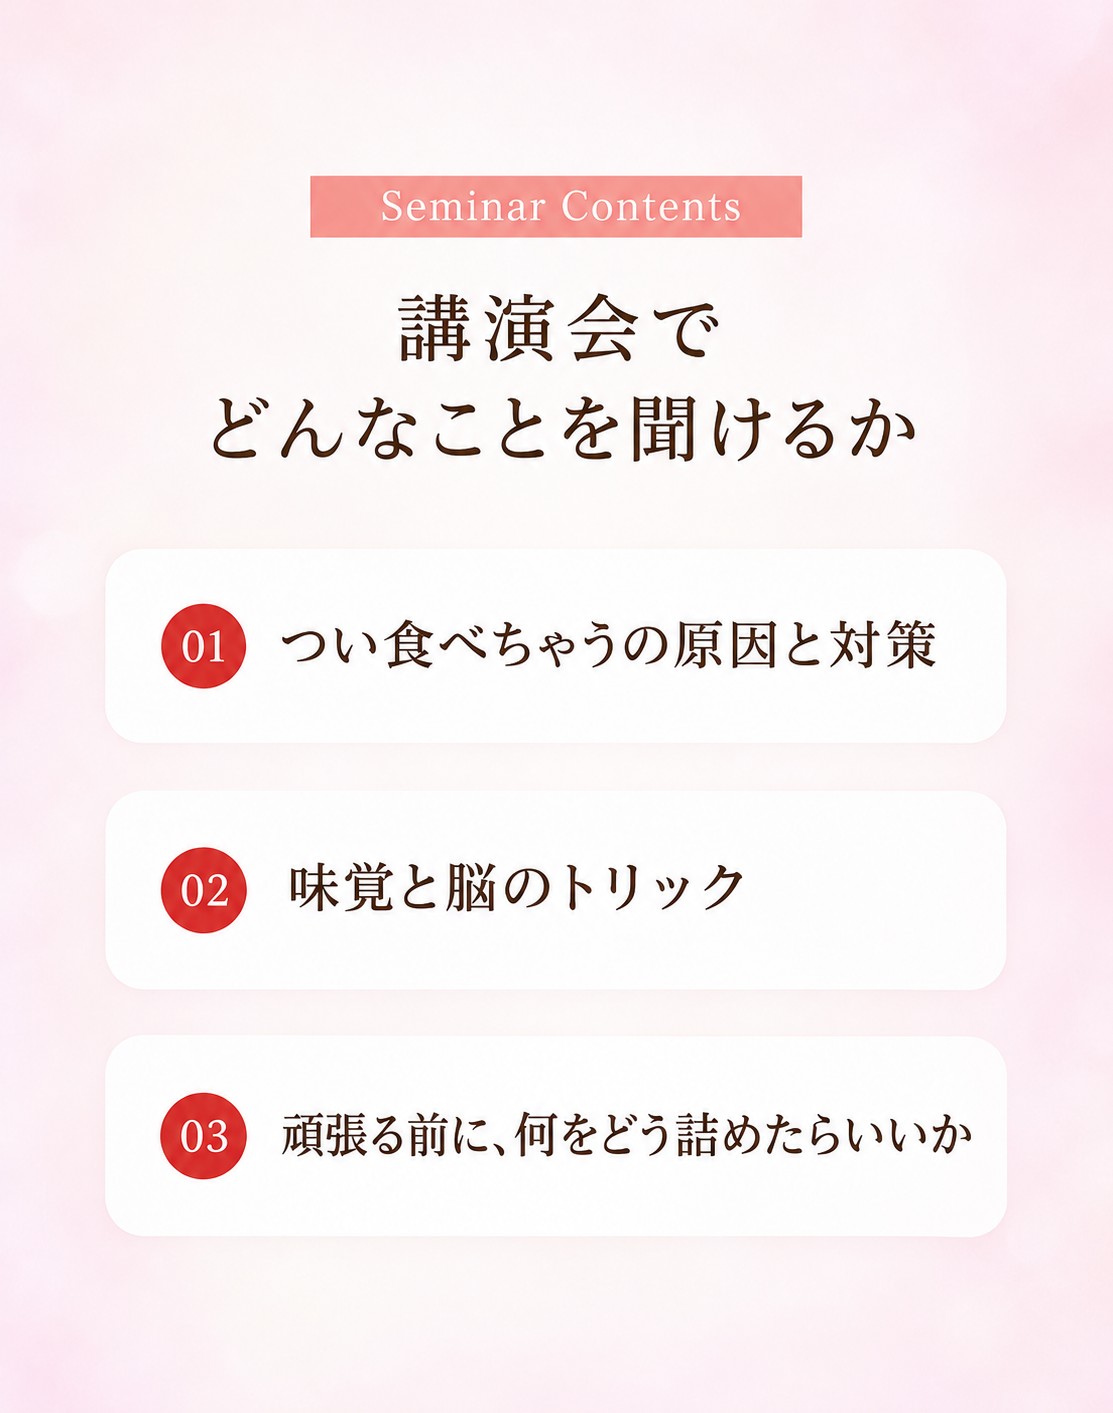 Seminar Contents
講演会で
どんなことを聞けるか
01 つい食べちゃうの原因と対策
02 味覚と脳のトリック
03 頑張る前に、何をどう詰めたらいいか